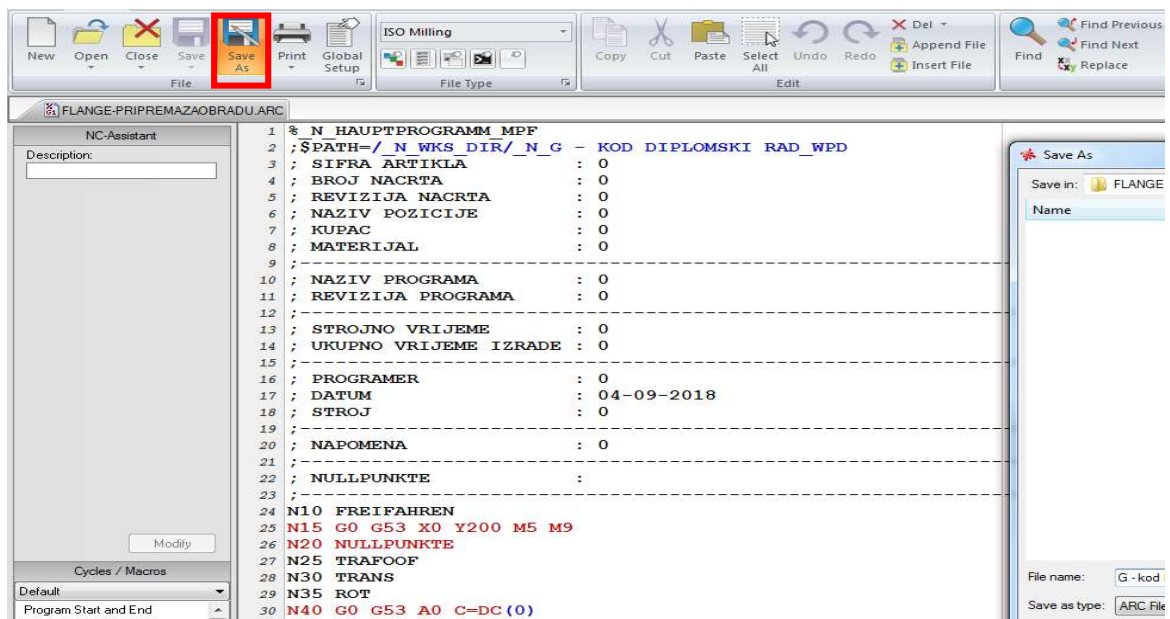 New Open Close Save Save As Print Global Setup
File
ISO Milling
File Type
Copy Cut Paste Select All Undo Redo
Del
Append File
Insert File
Edit
Find
Find Previous
Find Next
Replace
FLANGE-PRIPREMAZAOBRADU.ARC
NC-Assistant
Description:
Modify
Cycles / Macros
Default
Program Start and End
1 %_N_HAUPTPROGRAMM_MPF
2 ;$PATH=/_N_WKS_DIR/_N_G - KOD DIPLOMSKI RAD_WPD
3 ; SIFRA ARTIKLA : 0
4 ; BROJ NACRTA : 0
5 ; REVIZIJA NACRTA : 0
6 ; NAZIV POZICIJE : 0
7 ; KUPAC : 0
8 ; MATERIJAL : 0
9 ;------------------------------------------------------------
10 ; NAZIV PROGRAMA : 0
11 ; REVIZIJA PROGRAMA : 0
12 ;------------------------------------------------------------
13 ; STROJNO VRIJEME : 0
14 ; UKUPNO VRIJEME IZRADE : 0
15 ;------------------------------------------------------------
16 ; PROGRAMER : 0
17 ; DATUM : 04-09-2018
18 ; STROJ : 0
19 ;------------------------------------------------------------
20 ; NAPOMENA : 0
21 ;------------------------------------------------------------
22 ; NULLPUNKTE :
23 ;------------------------------------------------------------
24 N10 FREIFAHREN
25 N15 G0 G53 X0 Y200 M5 M9
26 N20 NULLPUNKTE
27 N25 TRAFOOF
28 N30 TRANS
29 N35 ROT
30 N40 G0 G53 A0 C=DC(0)
Save As
Save in: FLANGE
Name
File name: G - kod
Save as type: ARC File